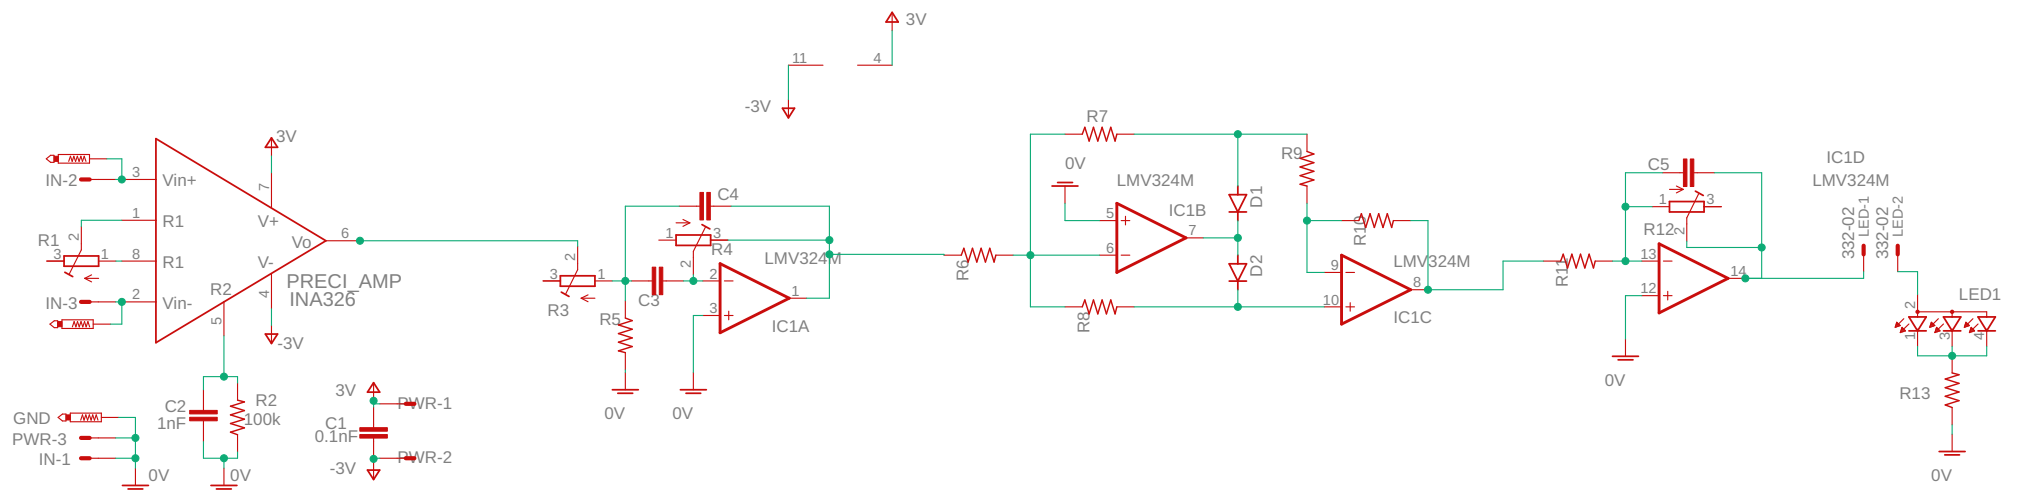 3V
11
4
-3V
3V
7
IN-2
3
Vin+
1
R1
2
R1
3
1
8
R1
V+
Vo
6
V-
4
PRECI_AMP
INA326
IN-3
2
Vin-
R2
5
-3V
C2
1nF
R2
100k
0V
GND
PWR-3
IN-1
0V
3V
PWR-1
C1
0.1nF
-3V
PWR-2
C4
1
3
R4
2
2
3
1
R3
C3
R5
0V
0V
2
3
1
LMV324M
IC1A
R6
R7
0V
LMV324M
5
6
7
IC1B
D1
D2
R8
R9
R10
9
10
8
LMV324M
IC1C
R11
C5
1
3
R12
2
13
12
14
0V
IC1D
LMV324M
332-02
LED-1
332-02
LED-2
LED1
2
1
3
4
R13
0V